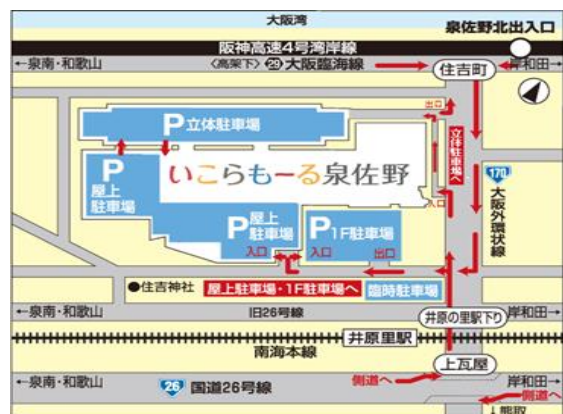 大阪湾
泉佐野北出入口
阪神高速4号湾岸線
←泉南・和歌山
〈高架下〉 29 大阪臨海線
住吉町
岸和田→
出口
P立体駐車場
立体駐車場へ
P
屋上
駐車場
いこらもーる泉佐野
170
大阪外環状線
入口
P屋上
駐車場
入口
P1F駐車場
入口
出口
●住吉神社
屋上駐車場・1F駐車場へ
臨時駐車場
←泉南・和歌山
旧26号線
井原の里駅下り
岸和田→
井原里駅
南海本線
上瓦屋
←泉南・和歌山
26 国道26号線
側道へ
岸和田→
側道へ
↓熊取